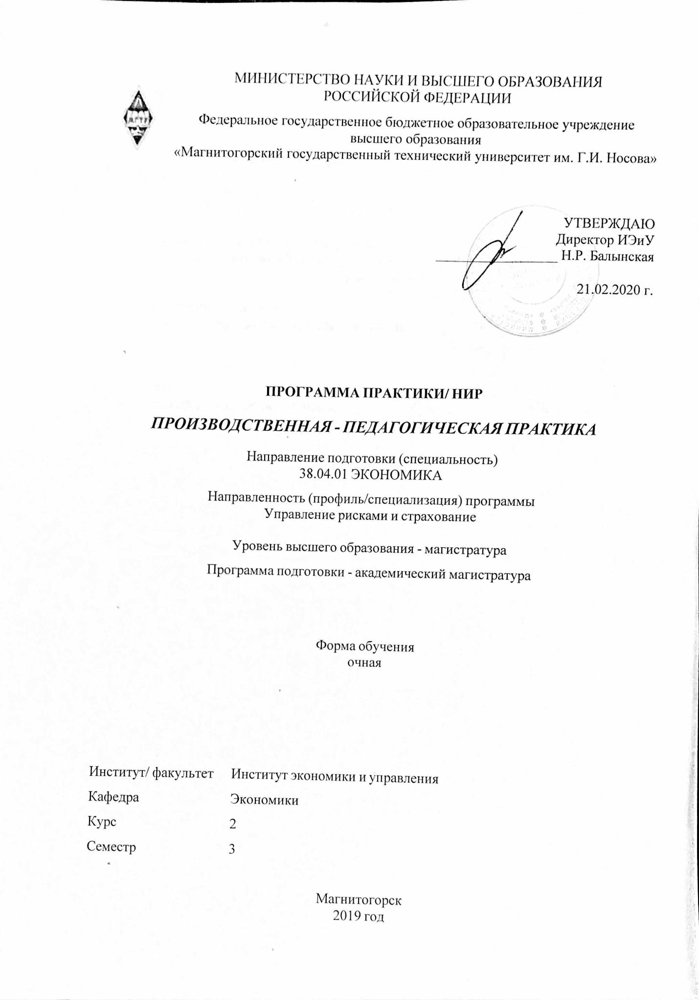 МИНИСТЕРСТВО НАУКИ И ВЫСШЕГО ОБРАЗОВАНИЯ
РОССИЙСКОЙ ФЕДЕРАЦИИ
Федеральное государственное бюджетное образовательное учреждение
высшего образования
«Магнитогорский государственный технический университет им. Г.И. Носова»
МГТУ
УТВЕРЖДАЮ
Директор ИЭиУ
Н.Р. Балынская
21.02.2020 г.
ПРОГРАММА ПРАКТИКИ/ НИР
ПРОИЗВОДСТВЕННАЯ - ПЕДАГОГИЧЕСКАЯ ПРАКТИКА
Направление подготовки (специальность)
38.04.01 ЭКОНОМИКА
Направленность (профиль/специализация) программы
Управление рисками и страхование
Уровень высшего образования - магистратура
Программа подготовки - академический магистратура
Форма обучения
очная
Институт/ факультет Институт экономики и управления
Кафедра Экономики
Курс 2
Семестр 3
Магнитогорск
2019 год